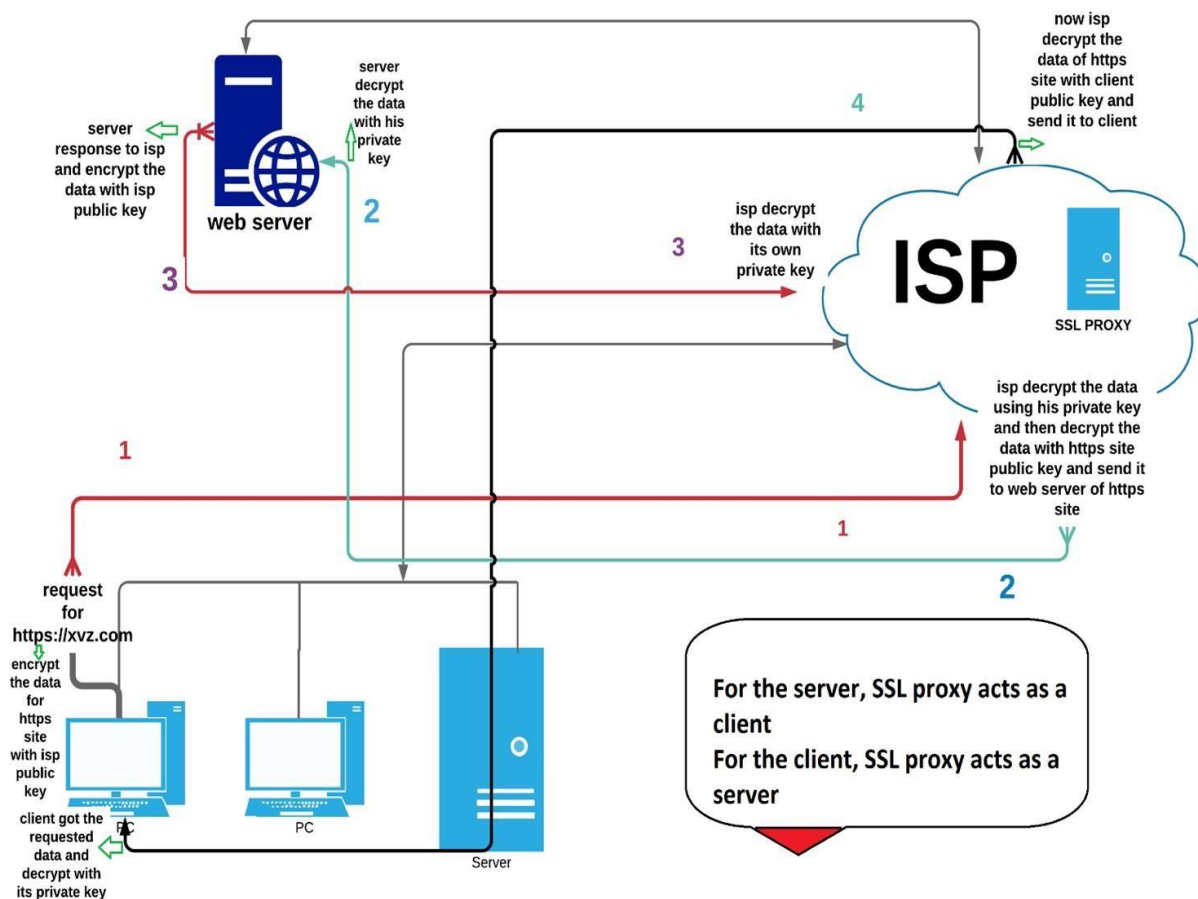 now isp
decrypt the
data of https
site with client
public key and
send it to client
server
decrypt the
data
with his
private
key
4
server
response to isp
and encrypt the
data with isp
public key
2
web server
isp decrypt
the data with
its own
private key
3
3
ISP
SSL PROXY
isp decrypt the data
using his private key
and then decrypt the
data with https site
public key and send it
to web server of https
site
1
1
2
request
for
https://xvz.com
encrypt
the data
for
https
site
with isp
public
key
For the server, SSL proxy acts as a
client
For the client, SSL proxy acts as a
server
PC
PC
Server
client got the
requested
data and
decrypt with
its private key